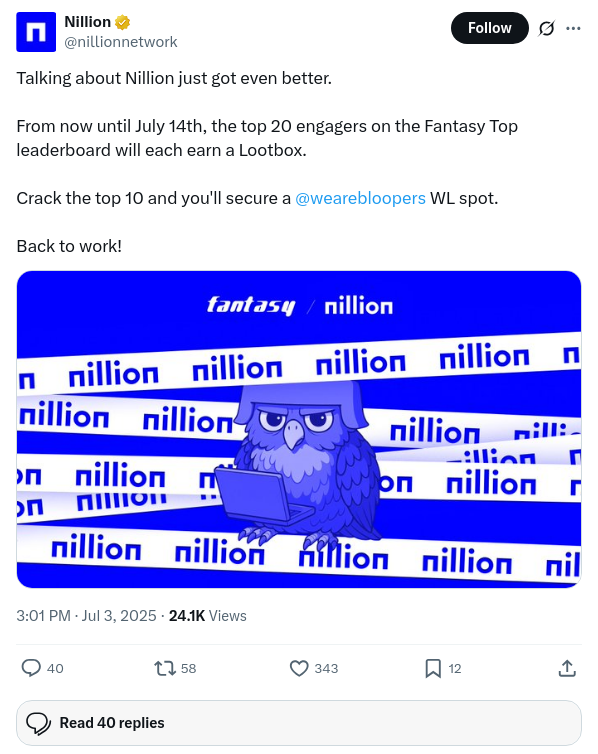 Nillion
@nillionnetwork
Follow
Talking about Nillion just got even better.
From now until July 14th, the top 20 engagers on the Fantasy Top
leaderboard will each earn a Lootbox.
Crack the top 10 and you'll secure a @wearebloopers WL spot.
Back to work!
fantasy / nillion
nillion nillion nillion nillion
nillion nillion nillion
nillion nillion
nillion
nillion nillion nillion nillion
3:01 PM · Jul 3, 2025 · 24.1K Views
40 58 343 12
Read 40 replies